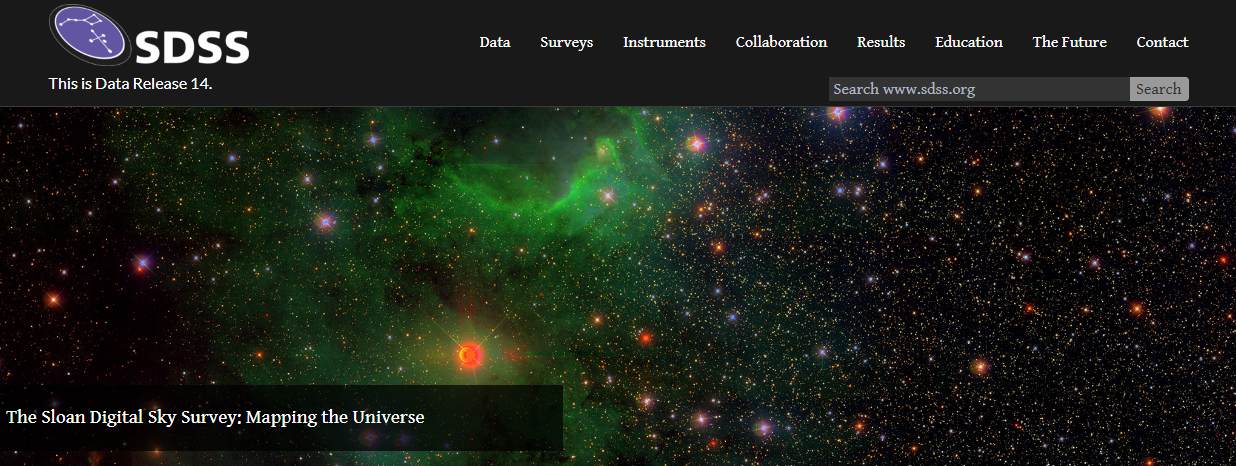 SDSS
This is Data Release 14.
Data Surveys Instruments Collaboration Results Education The Future Contact
Search www.sdss.org Search
The Sloan Digital Sky Survey: Mapping the Universe